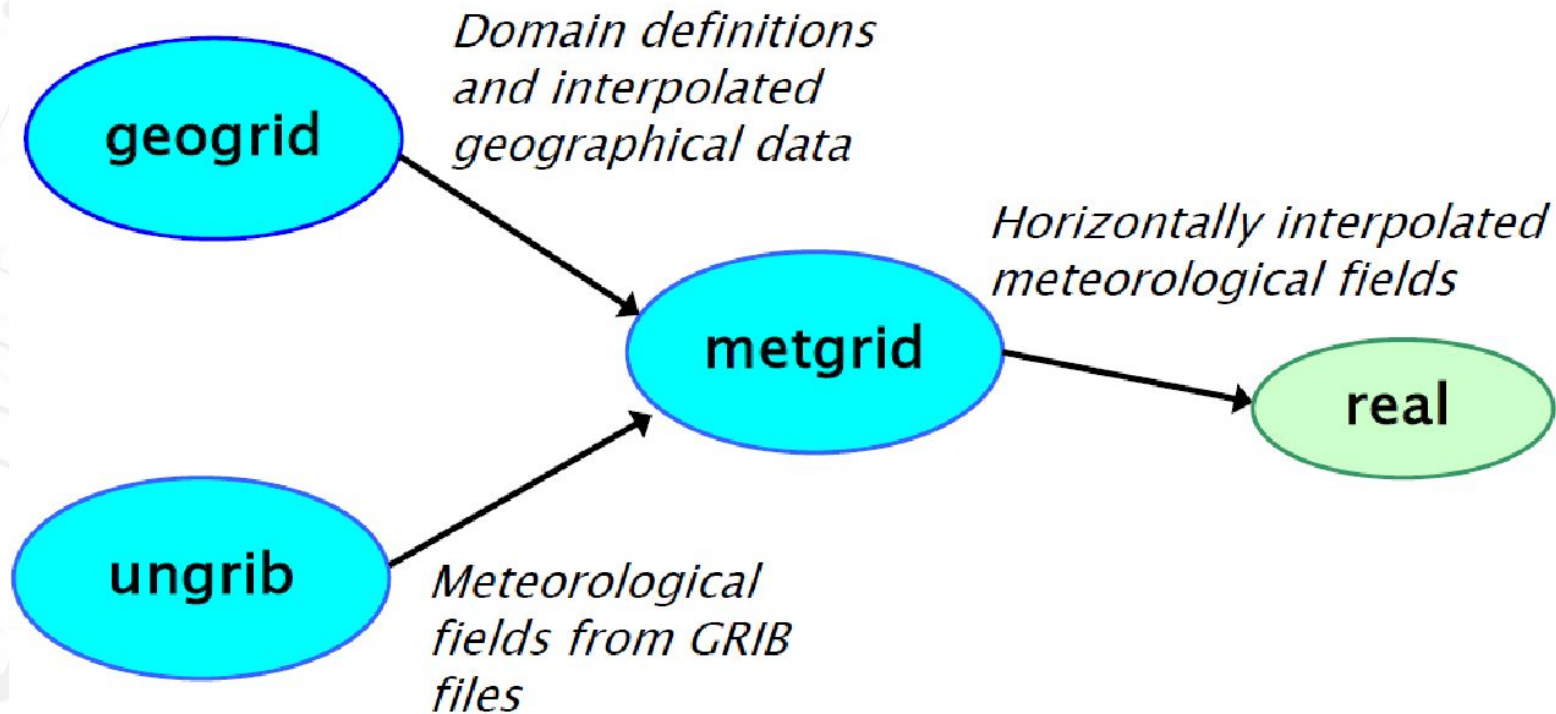 geogrid
Domain definitions
and interpolated
geographical data
metgrid
Horizontally interpolated
meteorological fields
real
ungrib
Meteorological
fields from GRIB
files